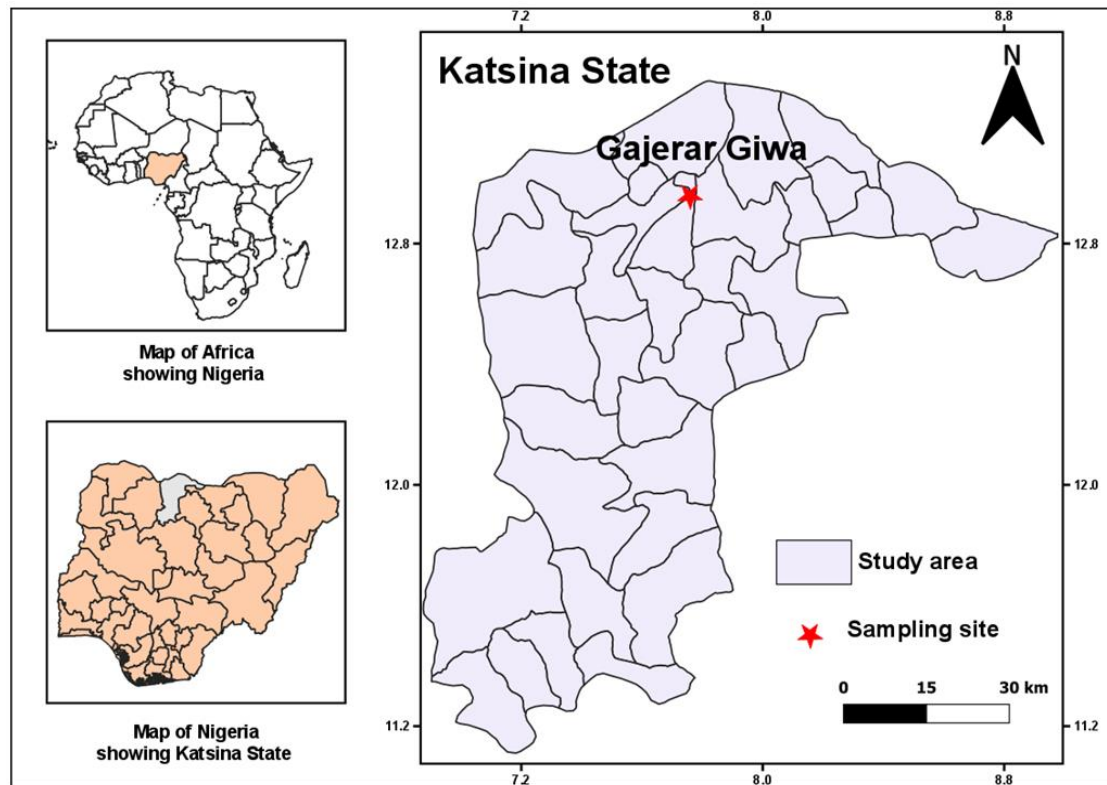 Map of Africa
showing Nigeria
Map of Nigeria
showing Katsina State
7.2 8.0 8.8
Katsina State
N
Gajerar Giwa
12.8 12.8
12.0 12.0
Study area
Sampling site
0 15 30 km
11.2 11.2
7.2 8.0 8.8